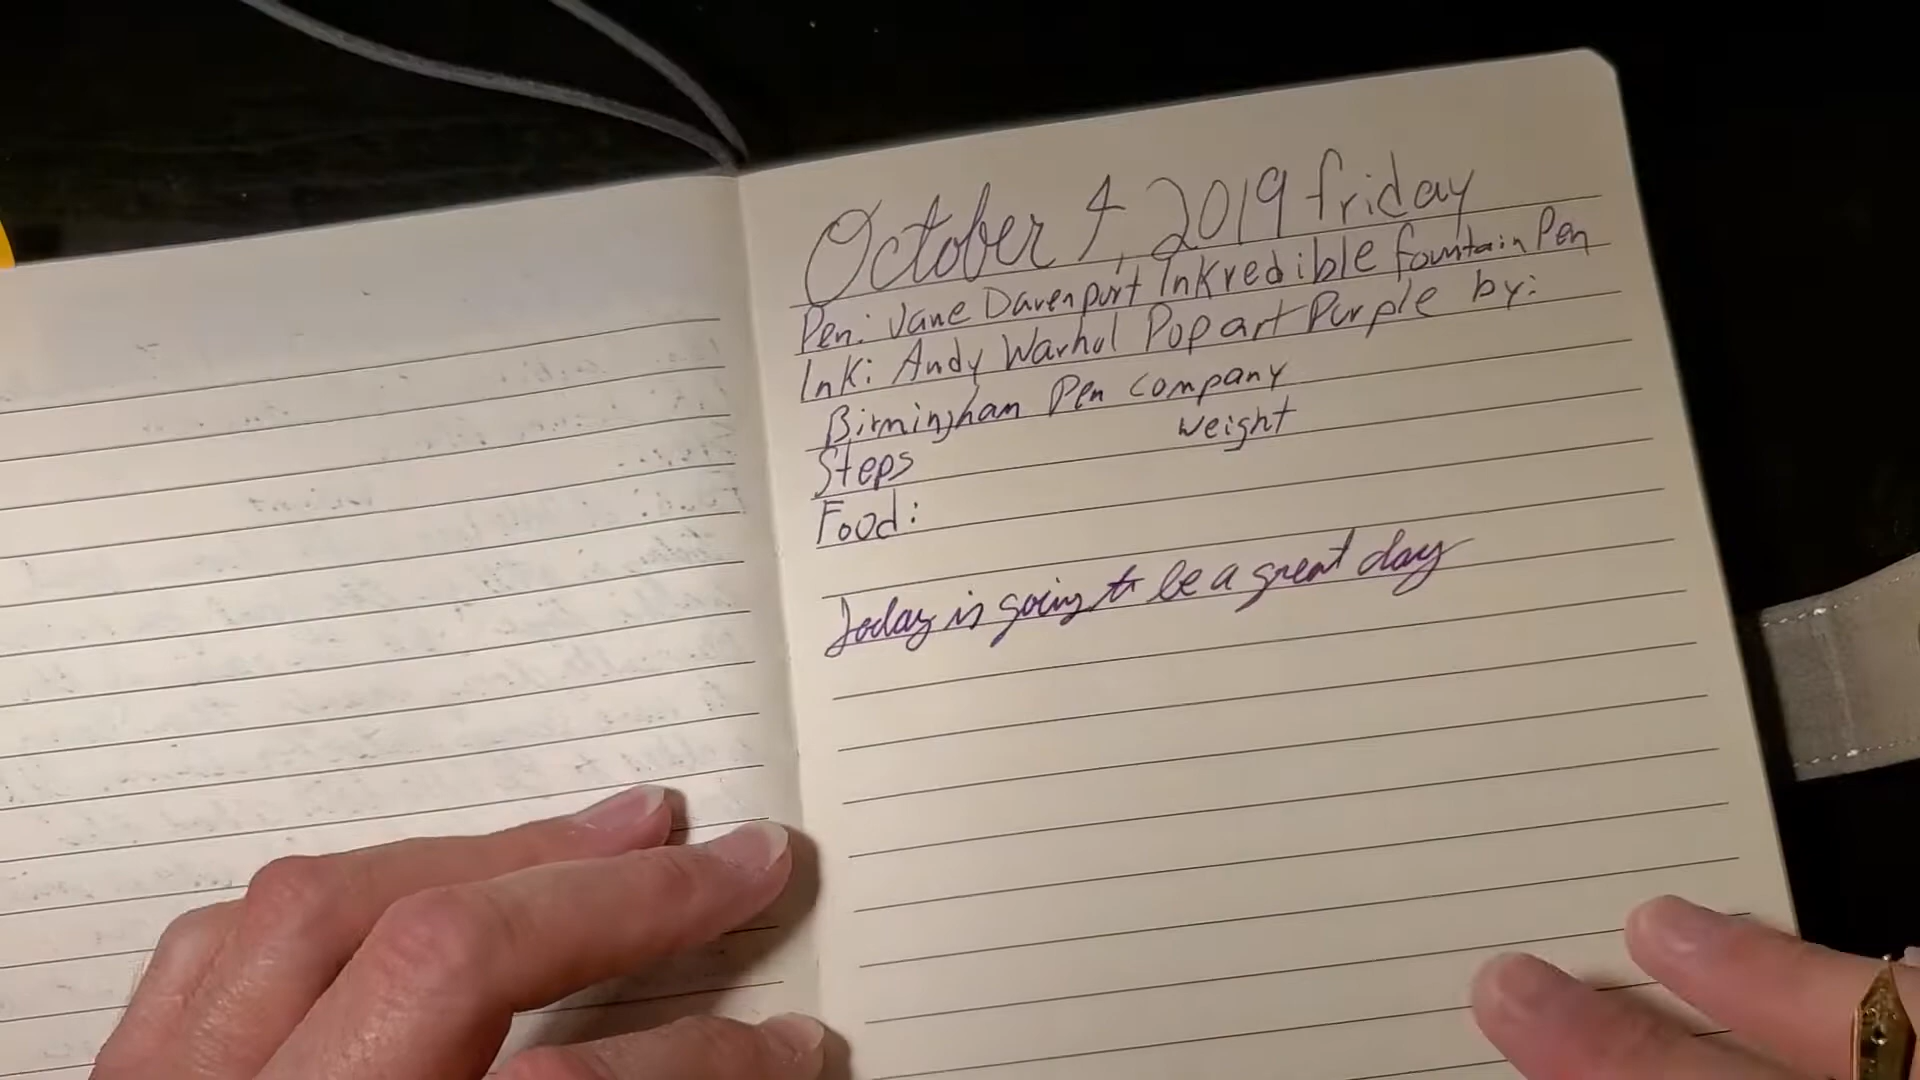 October 4, 2019 friday
Pen: Jane Davenport Inkredible fountain Pen
Ink: Andy Warhol Pop art Purple by:
Birmingham Pen company
Steps weight
Food:
Today is going to be a great day